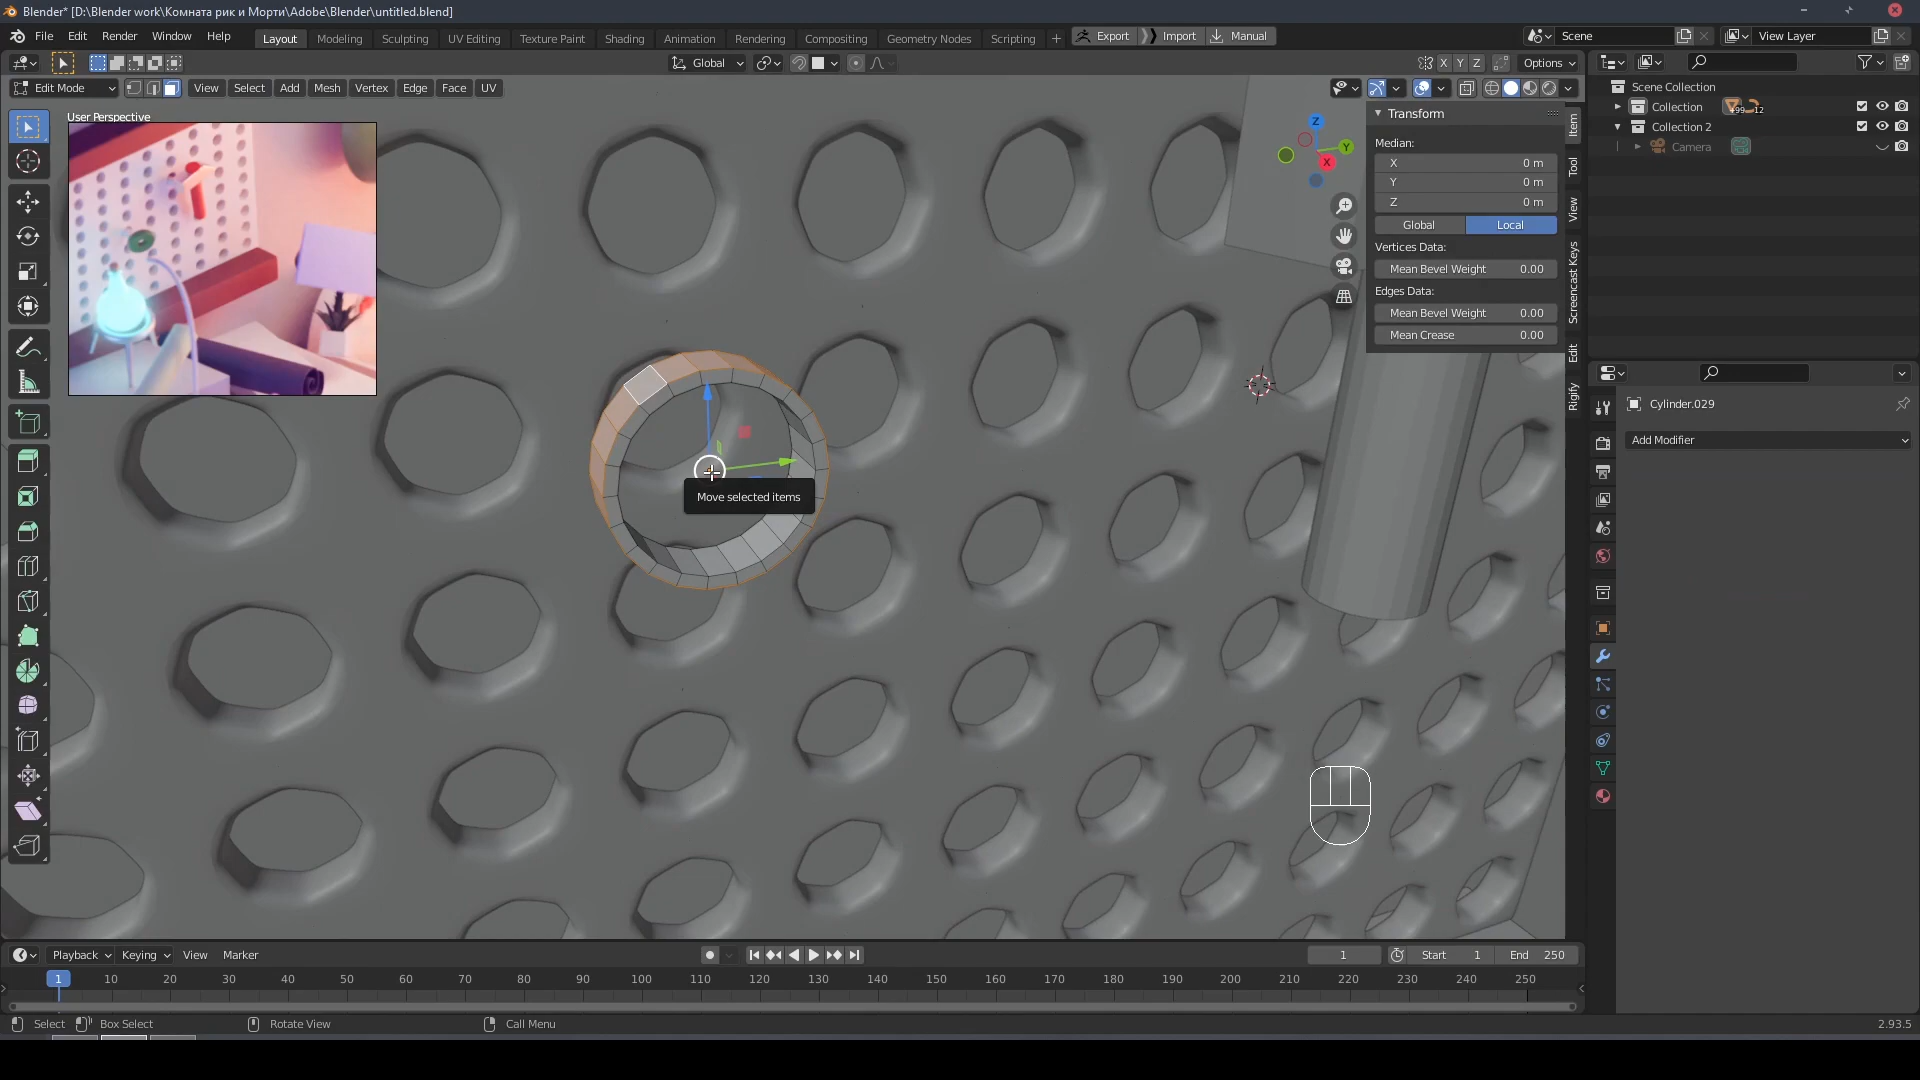 Blender* [D:\Blender work\Комната рик и Морти\Adobe\Blender\untitled.blend]
File Edit Render Window Help Layout Modeling Sculpting UV Editing Texture Paint Shading Animation Rendering Compositing Geometry Nodes Scripting + Export Import Manual Scene View Layer
Global X Y Z Options
Edit Mode View Select Add Mesh Vertex Edge Face UV
Scene Collection
Collection 99 12
Collection 2
Camera
User Perspective
Z
Y
X
Transform
Median:
X 0 m
Y 0 m
Z 0 m
Global Local
Vertices Data:
Mean Bevel Weight 0.00
Edges Data:
Mean Bevel Weight 0.00
Mean Crease 0.00
Item
Tool
View
Screencast Keys
Edit
Rigify
Cylinder.029
Add Modifier
Move selected items
Playback Keying View Marker 1 Start 1 End 250
1 10 20 30 40 50 60 70 80 90 100 110 120 130 140 150 160 170 180 190 200 210 220 230 240 250
Select Box Select Rotate View Call Menu 2.93.5